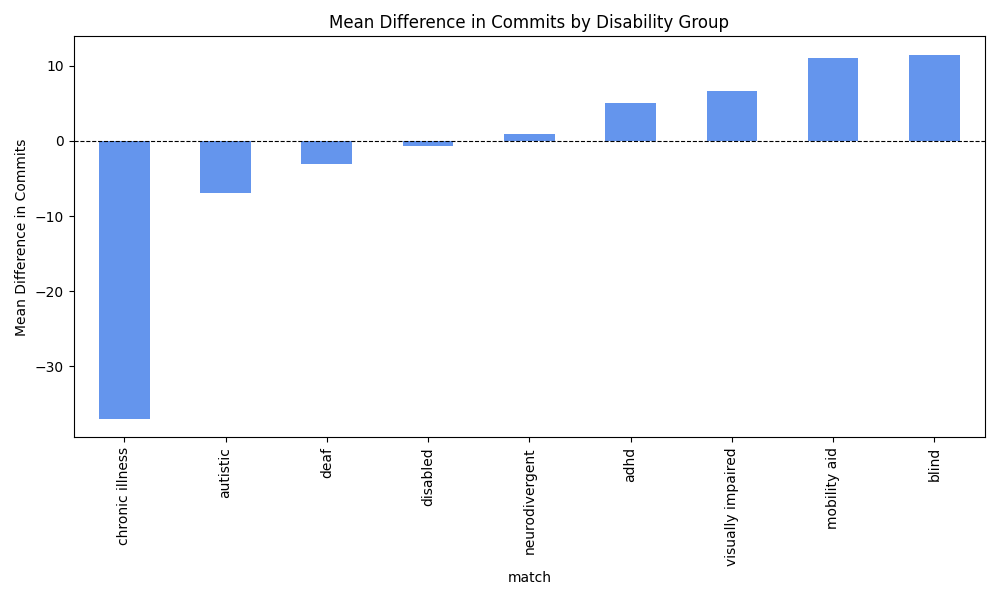 Mean Difference in Commits by Disability Group
Mean Difference in Commits
10
0
−10
−20
−30
chronic illness
autistic
deaf
disabled
neurodivergent
adhd
visually impaired
mobility aid
blind
match